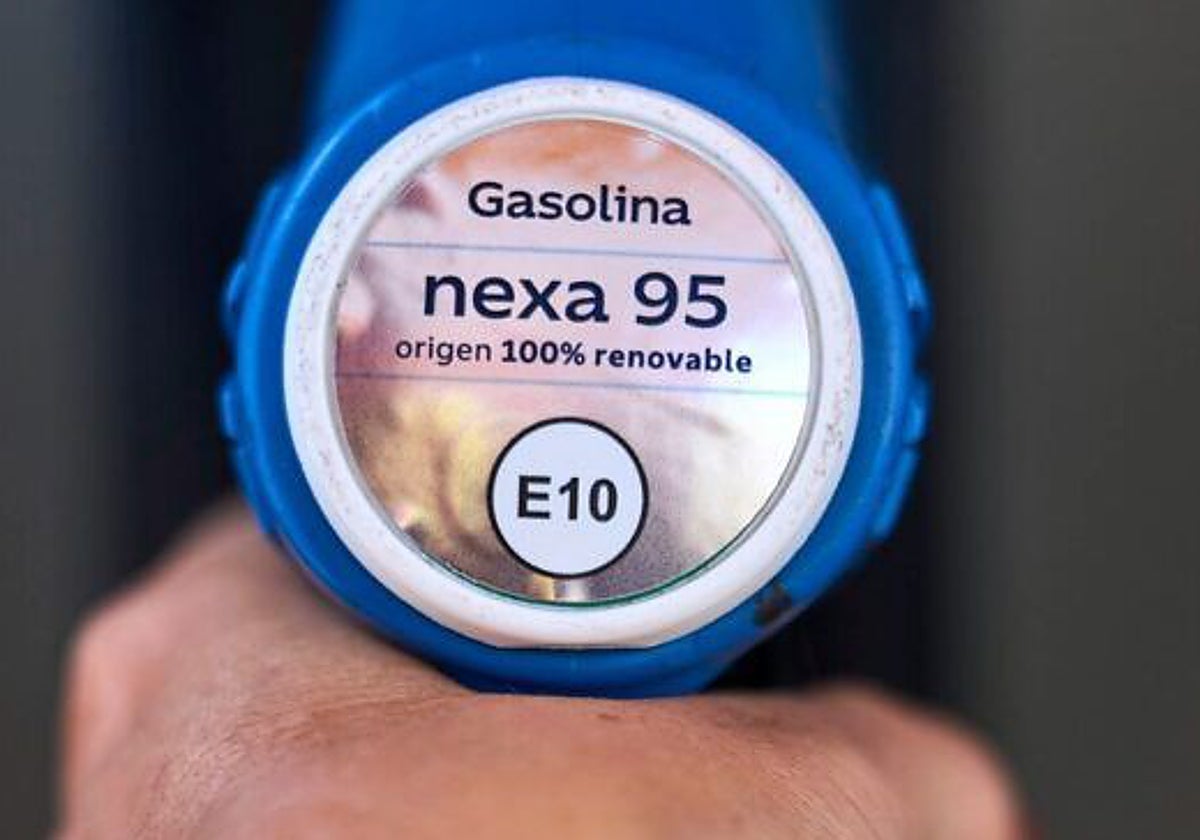 Gasolina
nexa 95
origen 100% renovable
E10